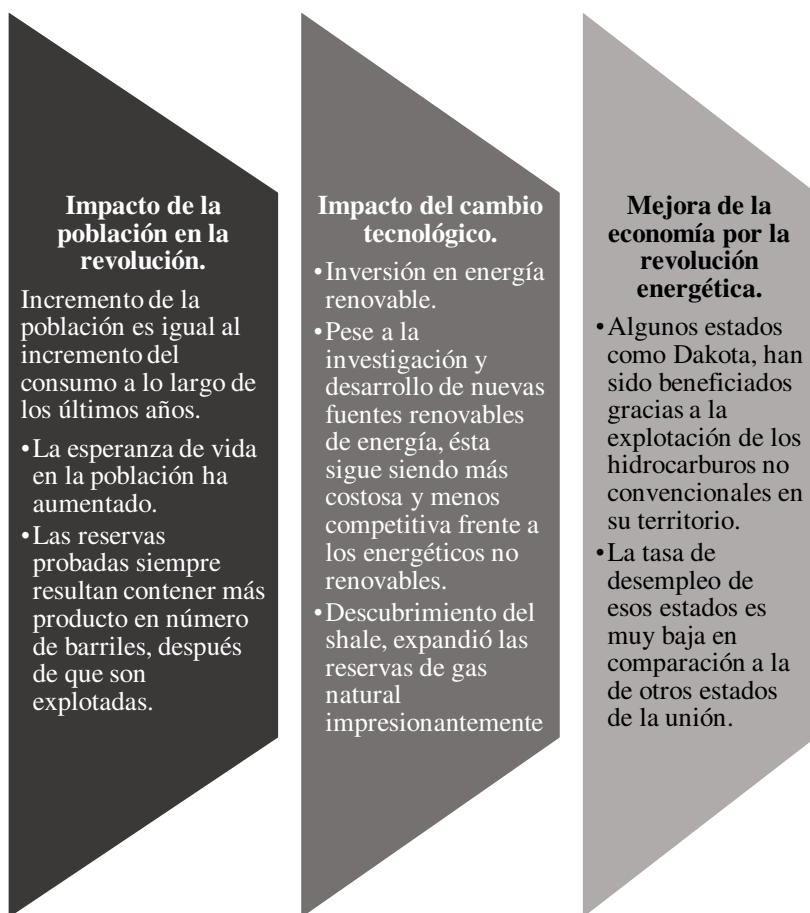 Impacto de la
población en la
revolución.
Incremento de la
población es igual al
incremento del
consumo a lo largo de
los últimos años.
•La esperanza de vida
en la población ha
aumentado.
•Las reservas
probadas siempre
resultan contener más
producto en número
de barriles, después
de que son
explotadas.
Impacto del cambio
tecnológico.
•Inversión en energía
renovable.
•Pese a la
investigación y
desarrollo de nuevas
fuentes renovables
de energía, ésta
sigue siendo más
costosa y menos
competitiva frente a
los energéticos no
renovables.
•Descubrimiento del
shale, expandió las
reservas de gas
natural
impresionantemente
Mejora de la
economía por la
revolución
energética.
•Algunos estados
como Dakota, han
sido beneficiados
gracias a la
explotación de los
hidrocarburos no
convencionales en
su territorio.
•La tasa de
desempleo de
esos estados es
muy baja en
comparación a la
de otros estados
de la unión.